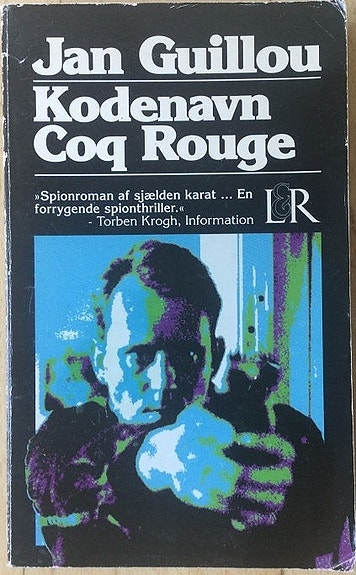 Jan Guillou
Kodenavn
Coq Rouge
»Spionroman af sjælden karat ... En
forrygende spionthriller.«
- Torben Krogh, Information
L&R